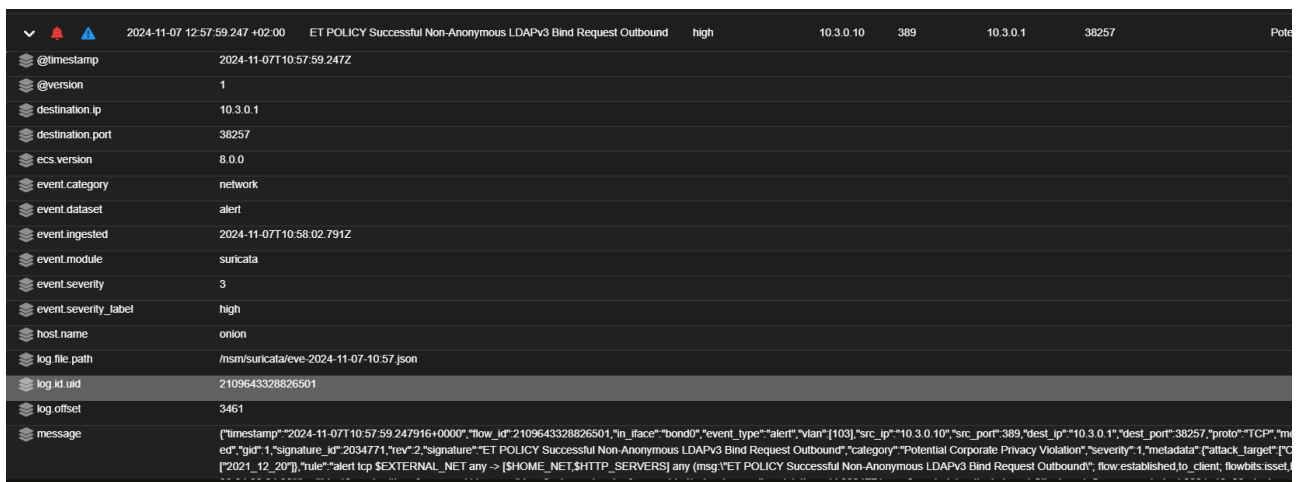 2024-11-07 12:57:59.247 +02:00 ET POLICY Successful Non-Anonymous LDAPv3 Bind Request Outbound high 10.3.0.10 389 10.3.0.1 38257 Pote
@timestamp 2024-11-07T10:57:59.247Z
@version 1
destination.ip 10.3.0.1
destination.port 38257
ecs.version 8.0.0
event.category network
event.dataset alert
event.ingested 2024-11-07T10:58:02.791Z
event.module suricata
event.severity 3
event.severity_label high
host.name onion
log.file.path /nsm/suricata/eve-2024-11-07-10:57.json
log.id.uid 2109643328826501
log.offset 3461
message {"timestamp":"2024-11-07T10:57:59.247916+0000","flow_id":2109643328826501,"in_iface":"bond0","event_type":"alert","vlan":[103],"src_ip":"10.3.0.10","src_port":389,"dest_ip":"10.3.0.1","dest_port":38257,"proto":"TCP","me
ed","gid":1,"signature_id":2034771,"rev":2,"signature":"ET POLICY Successful Non-Anonymous LDAPv3 Bind Request Outbound","category":"Potential Corporate Privacy Violation","severity":1,"metadata":{"attack_target":["C
["2021_12_20"]},"rule":"alert tcp $EXTERNAL_NET any -> [$HOME_NET,$HTTP_SERVERS] any (msg:\"ET POLICY Successful Non-Anonymous LDAPv3 Bind Request Outbound\"; flow:established,to_client; flowbits:isset,